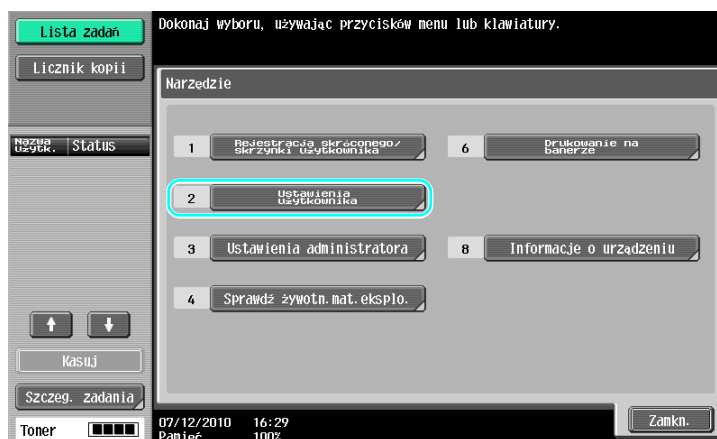 Lista zadań
Dokonaj wyboru, używając przycisków menu lub klawiatury.
Licznik kopii
Narzędzie
Nazwa
użytk.
Status
1
Rejestracja skróconego/
skrzynki użytkownika
6
Drukowanie na
banerze
2
Ustawienia
użytkownika
3
Ustawienia administratora
8
Informacje o urządzeniu
4
Sprawdź żywotn.mat.eksplo.
Kasuj
Szczeg. zadania
Toner
07/12/2010 16:29
Pamięć 100%
Zamkn.